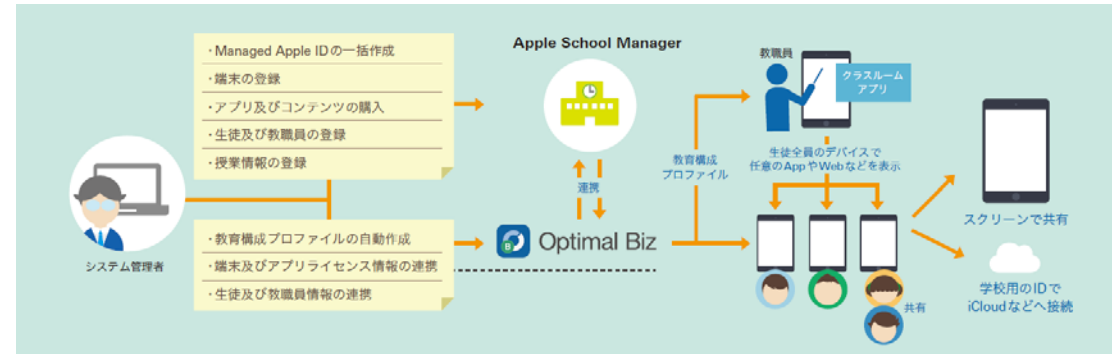 システム管理者
・Managed Apple IDの一括作成
・端末の登録
・アプリ及びコンテンツの購入
・生徒及び教職員の登録
・授業情報の登録
・教育構成プロファイルの自動作成
・端末及びアプリライセンス情報の連携
・生徒及び教職員情報の連携
Apple School Manager
連携
Optimal Biz
教育構成
プロファイル
教職員
クラスルーム
アプリ
生徒全員のデバイスで
任意のAppやWebなどを表示
共有
スクリーンで共有
学校用のIDで
iCloudなどへ接続